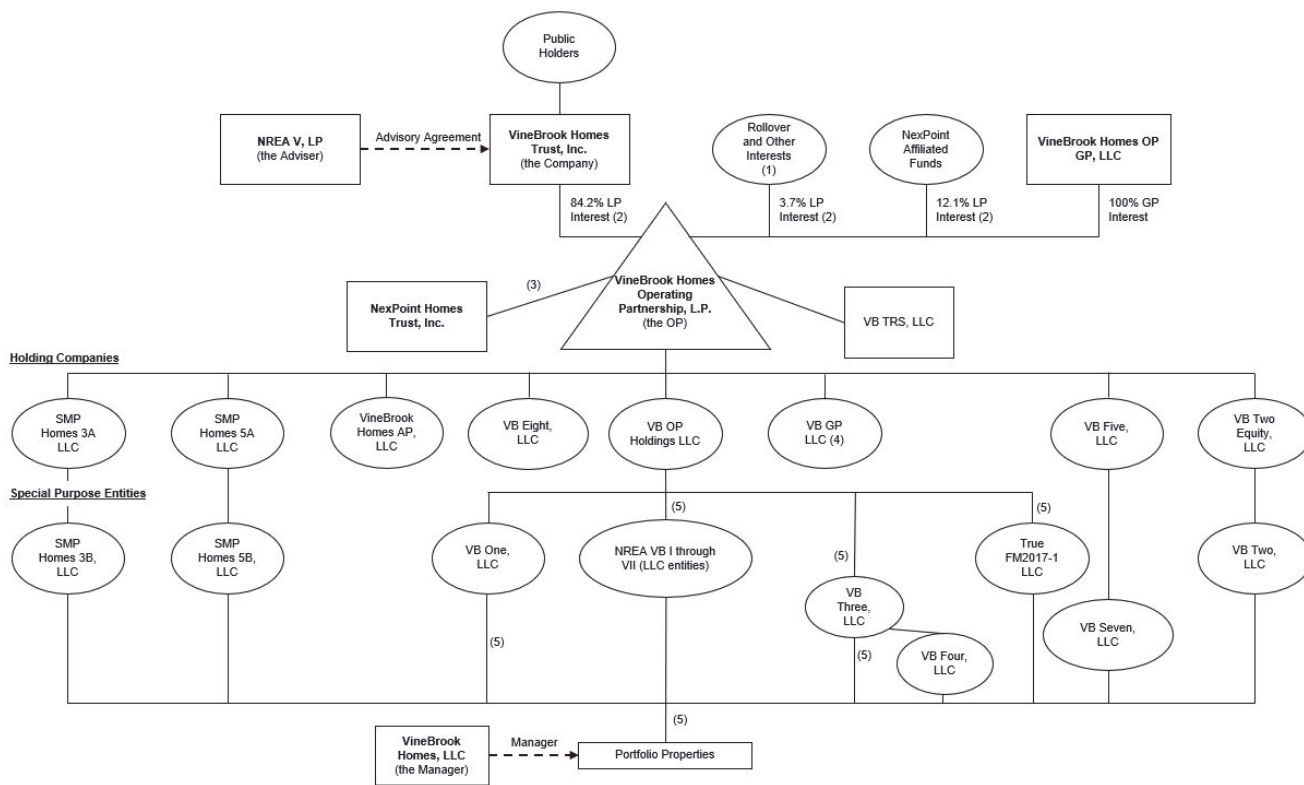 Public
Holders
NREA V, LP
(the Adviser)
Advisory Agreement
VineBrook Homes
Trust, Inc.
(the Company)
Rollover
and Other
Interests
(1)
NexPoint
Affiliated
Funds
VineBrook Homes OP
GP, LLC
84.2% LP
Interest (2)
3.7% LP
Interest (2)
12.1% LP
Interest (2)
100% GP
Interest
(3)
NexPoint Homes
Trust, Inc.
VineBrook Homes
Operating
Partnership, L.P.
(the OP)
VB TRS, LLC
Holding Companies
SMP
Homes 3A
LLC
SMP
Homes 5A
LLC
VineBrook
Homes AP,
LLC
VB Eight,
LLC
VB OP
Holdings LLC
VB GP
LLC (4)
VB Five,
LLC
VB Two
Equity,
LLC
Special Purpose Entities
(5)
(5)
SMP
Homes 3B,
LLC
SMP
Homes 5B,
LLC
VB One,
LLC
NREA VB I through
VII (LLC entities)
(5)
True
FM2017-1
LLC
VB Two,
LLC
VB
Three,
LLC
VB Seven,
LLC
(5)
(5)
VB Four,
LLC
(5)
VineBrook
Homes, LLC
(the Manager)
Manager
Portfolio Properties